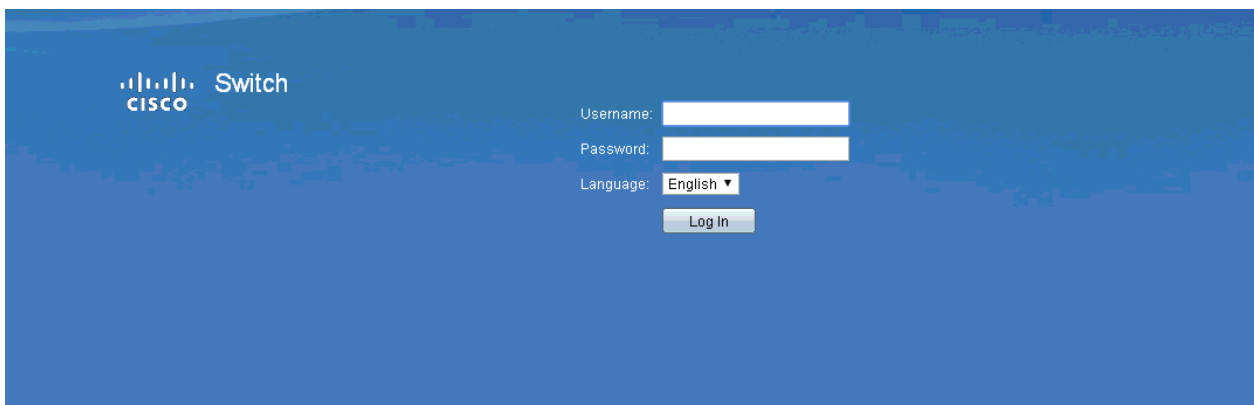 Switch
CISCO
Username:
Password:
Language: English
Log In